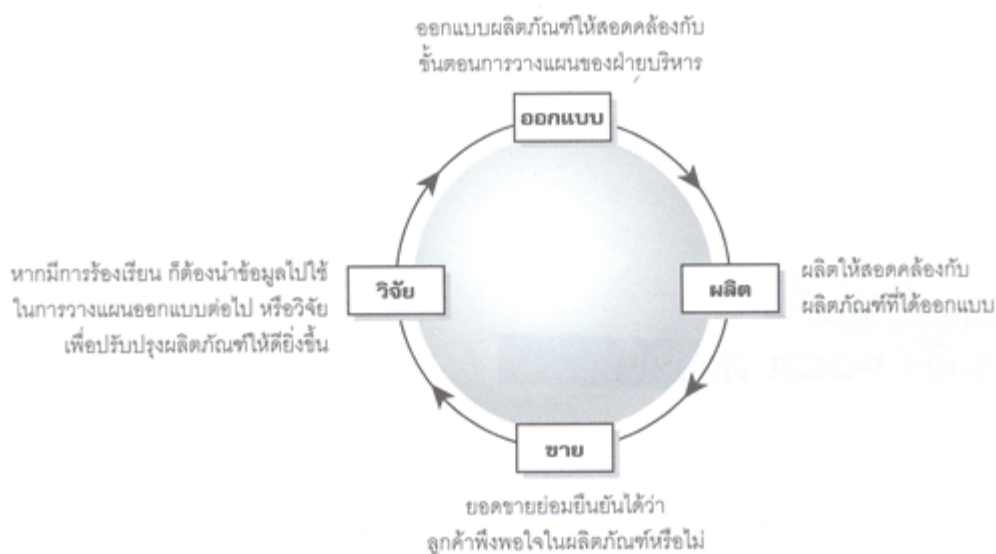 ออกแบบผลิตภัณฑ์ให้สอดคล้องกับ
ขั้นตอนการวางแผนของฝ่ายบริหาร
ออกแบบ
ผลิต
ผลิตให้สอดคล้องกับ
ผลิตภัณฑ์ที่ได้ออกแบบ
ขาย
ยอดขายย่อมยืนยันได้ว่า
ลูกค้าพึงพอใจในผลิตภัณฑ์หรือไม่
วิจัย
หากมีการร้องเรียน ก็ต้องนำข้อมูลไปใช้
ในการวางแผนออกแบบต่อไป หรือวิจัย
เพื่อปรับปรุงผลิตภัณฑ์ให้ดียิ่งขึ้น